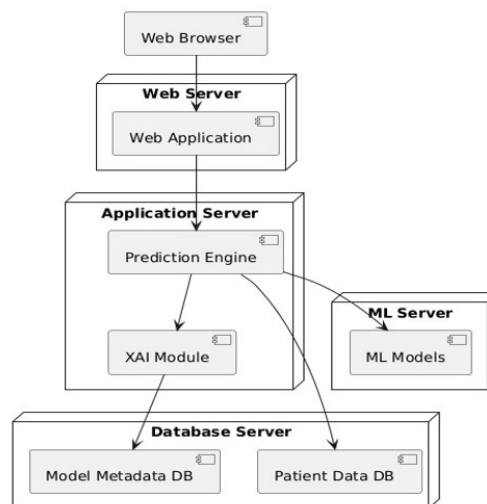 Web Browser
Web Server
Web Application
Application Server
Prediction Engine
ML Server
XAI Module
ML Models
Database Server
Model Metadata DB
Patient Data DB